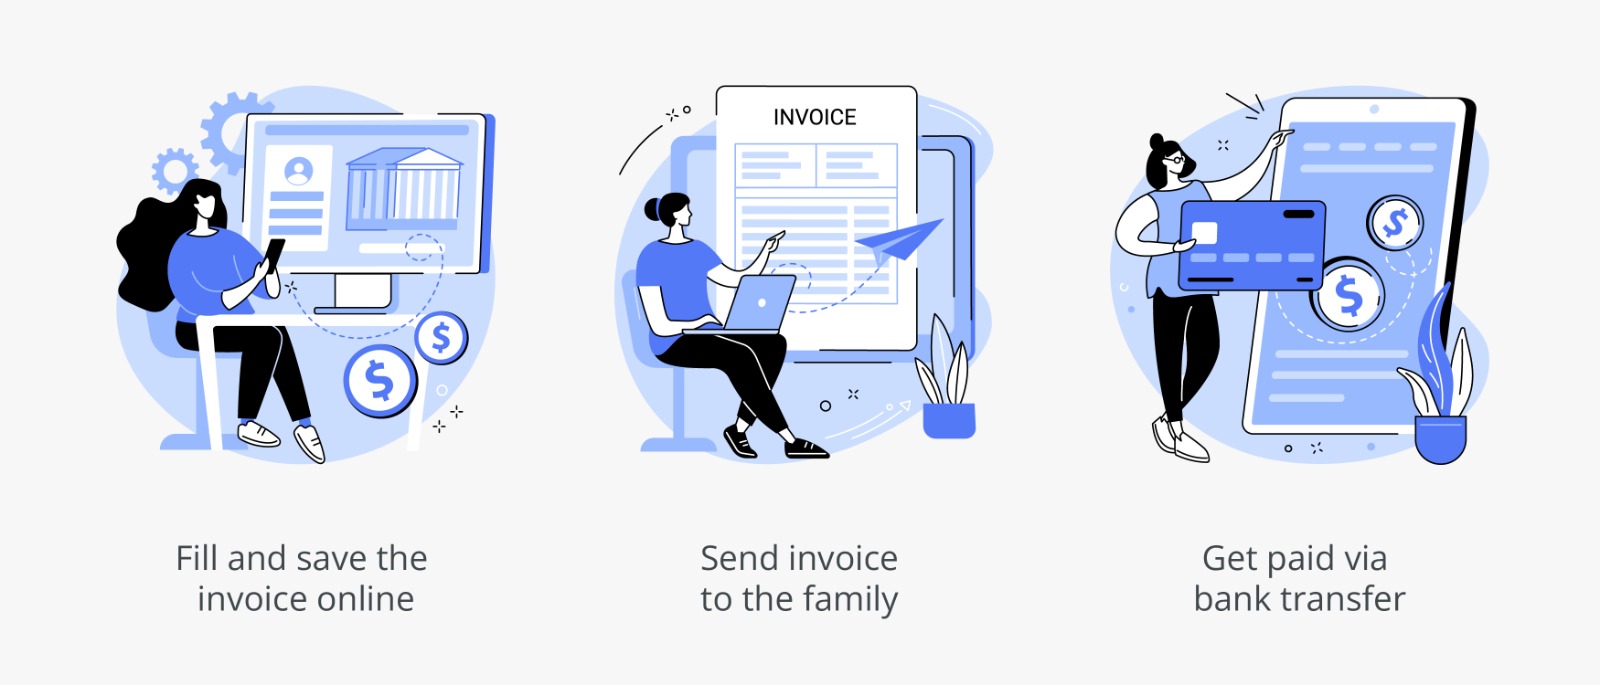 INVOICE
$
$
$
$
Fill and save the
invoice online
Send invoice
to the family
Get paid via
bank transfer